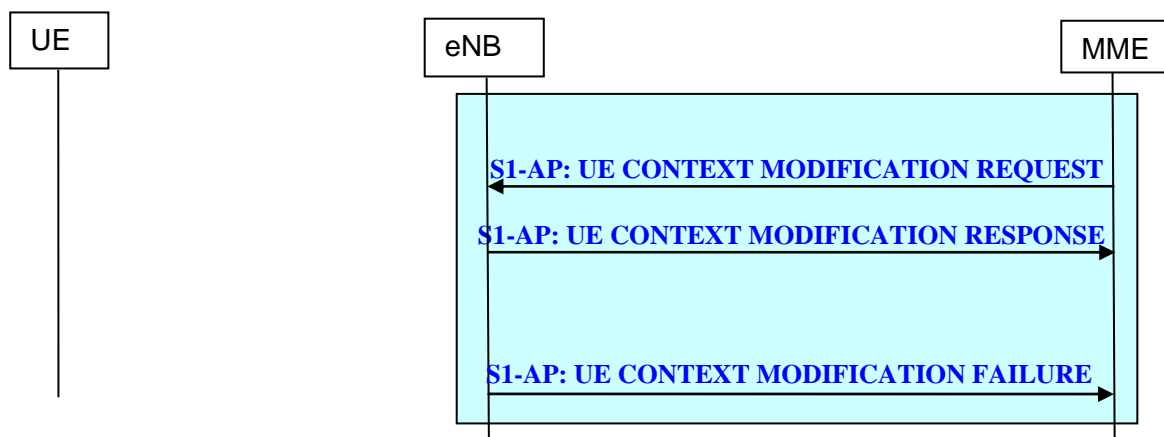 UE
eNB
MME
S1-AP: UE CONTEXT MODIFICATION REQUEST
S1-AP: UE CONTEXT MODIFICATION RESPONSE
S1-AP: UE CONTEXT MODIFICATION FAILURE